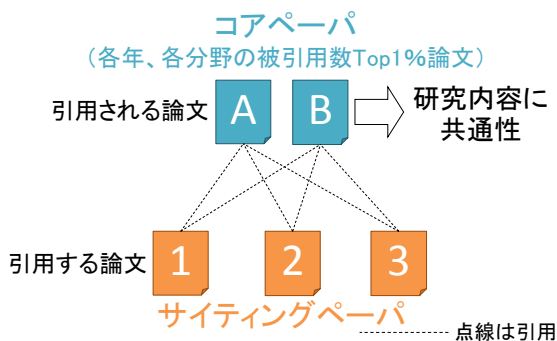 コアペーパ
（各年、各分野の被引用数Top1%論文）
引用される論文
A
B
研究内容に
共通性
引用する論文
1
2
3
サイティングペーパ
点線は引用